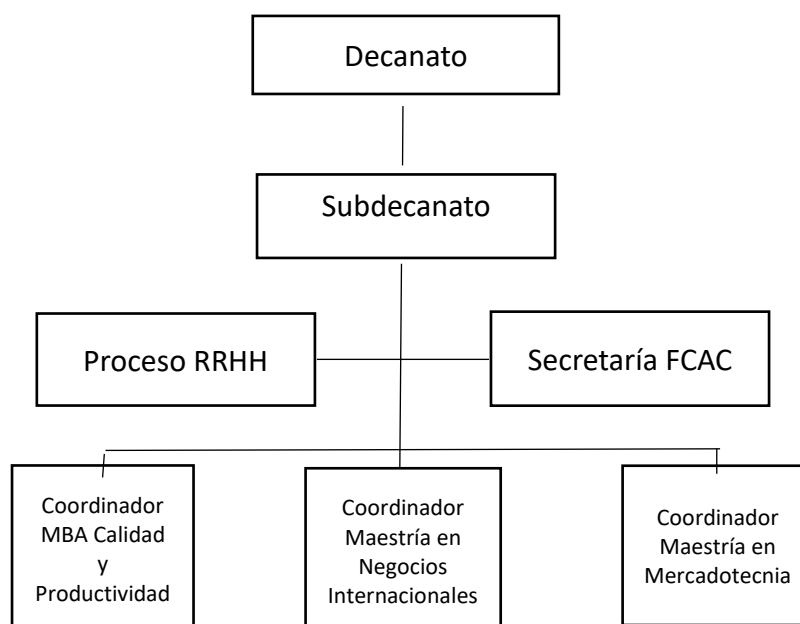 Decanato
Subdecanato
Proceso RRHH
Secretaría FCAC
Coordinador
MBA Calidad
y
Productividad
Coordinador
Maestría en
Negocios
Internacionales
Coordinador
Maestría en
Mercadotecnia